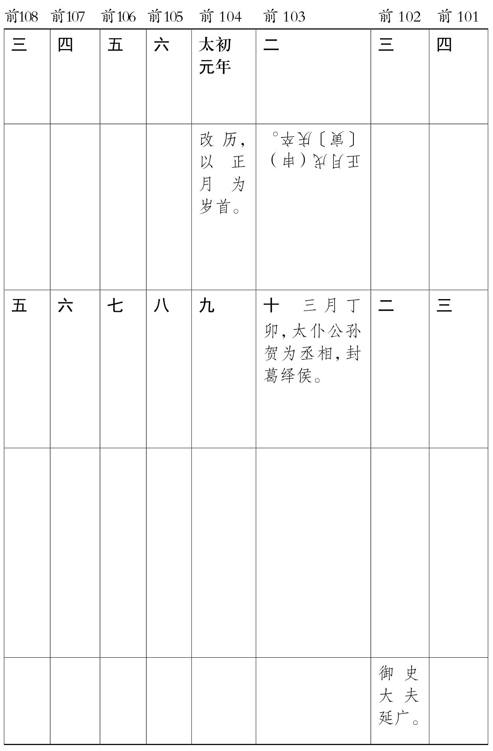 前108 前107 前106 前105 前 104 前 103 前 102 前 101
三 四 五 六 太初 二 三 四
元年
改历，
以正
月为
岁首。
正月戊（申）
〔寅〕庆卒。
五 六 七 八 九 十 三月丁 二 三
卯，太仆公孙
贺为丞相，封
葛绎侯。
御史
大夫
延广。